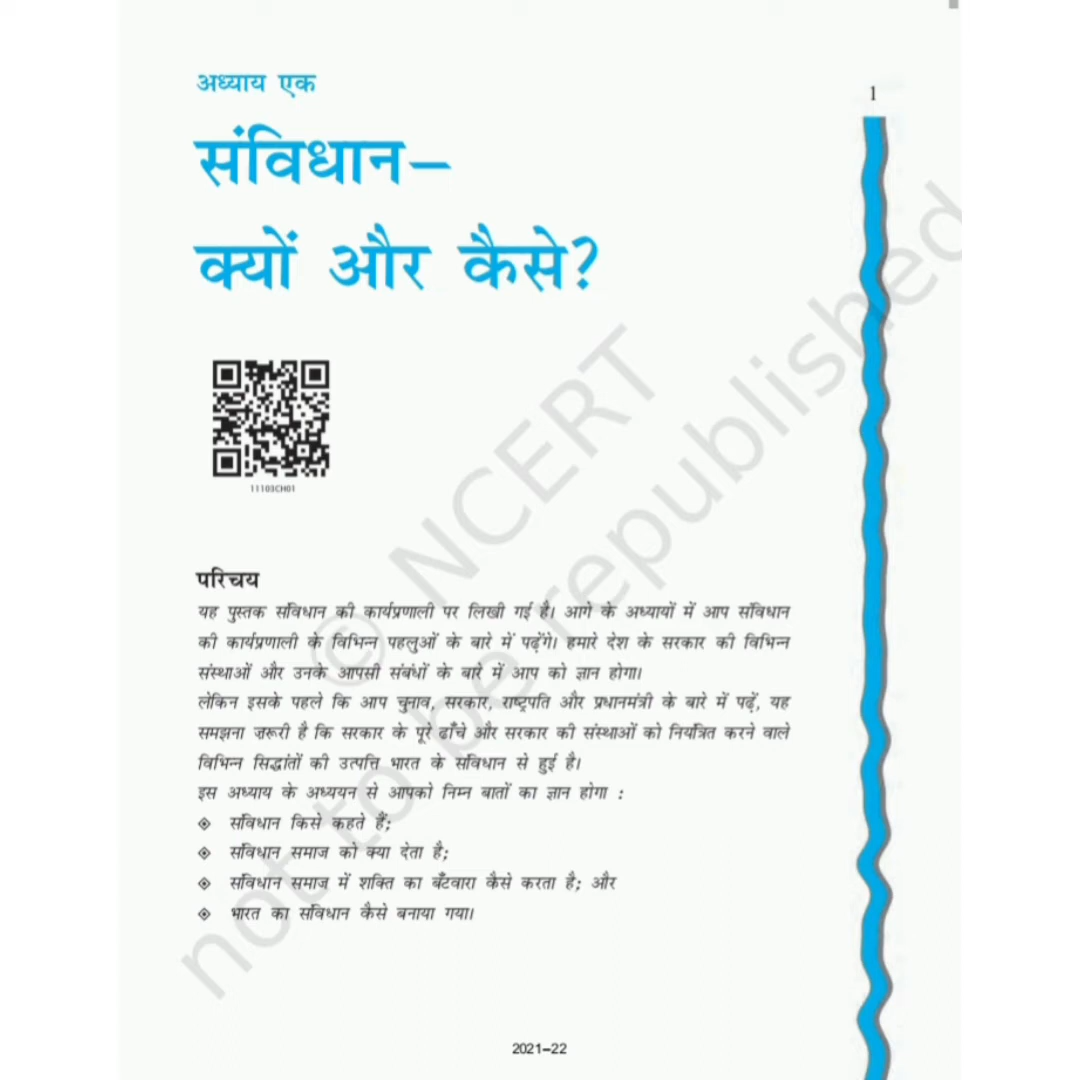 अध्याय एक
1
संविधान–
क्यों और कैसे?
11103CH01
परिचय
यह पुस्तक संविधान की कार्यप्रणाली पर लिखी गई है। आगे के अध्यायों में आप संविधान
की कार्यप्रणाली के विभिन्न पहलुओं के बारे में पढ़ेंगे। हमारे देश के सरकार की विभिन्न
संस्थाओं और उनके आपसी संबंधों के बारे में आप को ज्ञान होगा।
लेकिन इसके पहले कि आप चुनाव, सरकार, राष्ट्रपति और प्रधानमंत्री के बारे में पढ़ें, यह
समझना ज़रूरी है कि सरकार के पूरे ढाँचे और सरकार की संस्थाओं को नियंत्रित करने वाले
विभिन्न सिद्धांतों की उत्पत्ति भारत के संविधान से हुई है।
इस अध्याय के अध्ययन से आपको निम्न बातों का ज्ञान होगा :
संविधान किसे कहते हैं;
संविधान समाज को क्या देता है;
संविधान समाज में शक्ति का बँटवारा कैसे करता है; और
भारत का संविधान कैसे बनाया गया।
© NCERT
not to be republished
2021–22